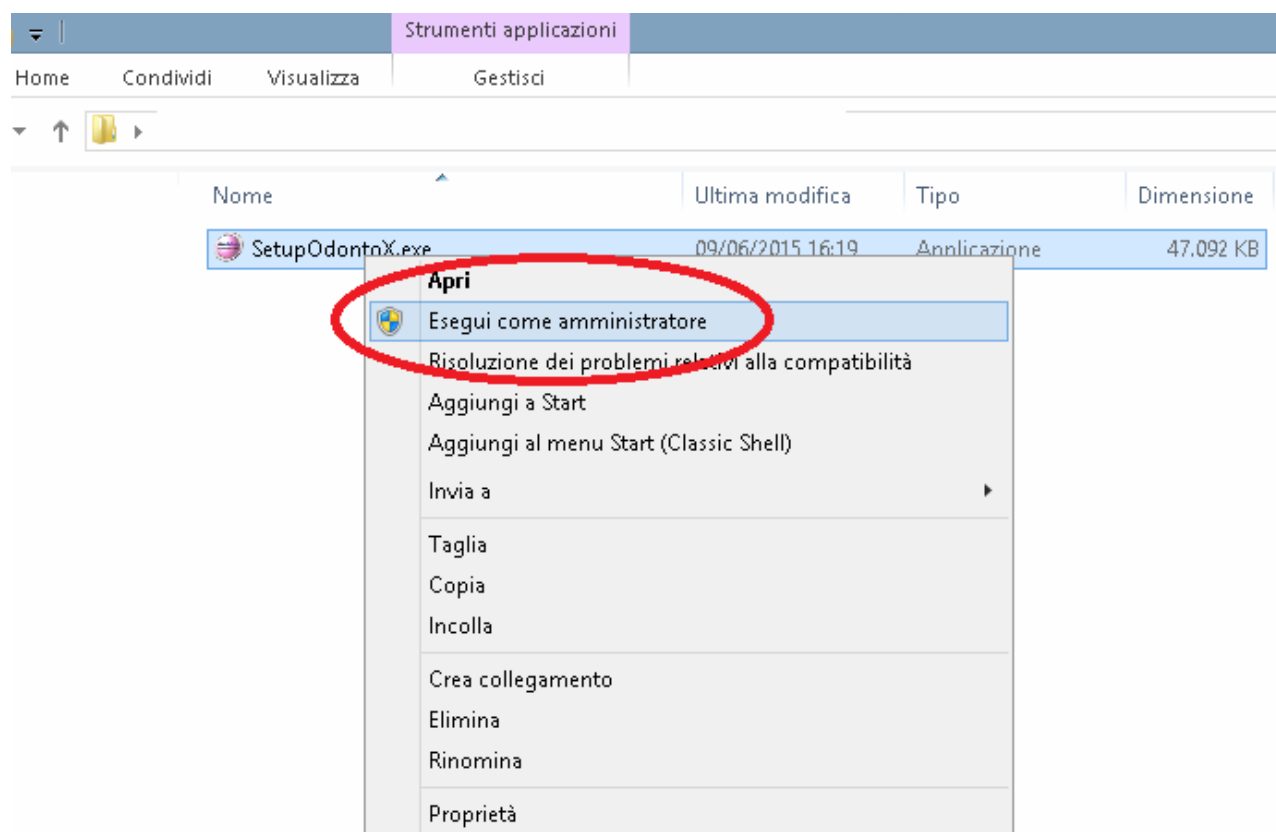 Strumenti applicazioni
Home Condividi Visualizza Gestisci
Nome Ultima modifica Tipo Dimensione
SetupOdontoX.exe 09/06/2015 16:19 Applicazione 47.092 KB
Apri
Esegui come amministratore
Risoluzione dei problemi relativi alla compatibilità
Aggiungi a Start
Aggiungi al menu Start (Classic Shell)
Invia a
Taglia
Copia
Incolla
Crea collegamento
Elimina
Rinomina
Proprietà